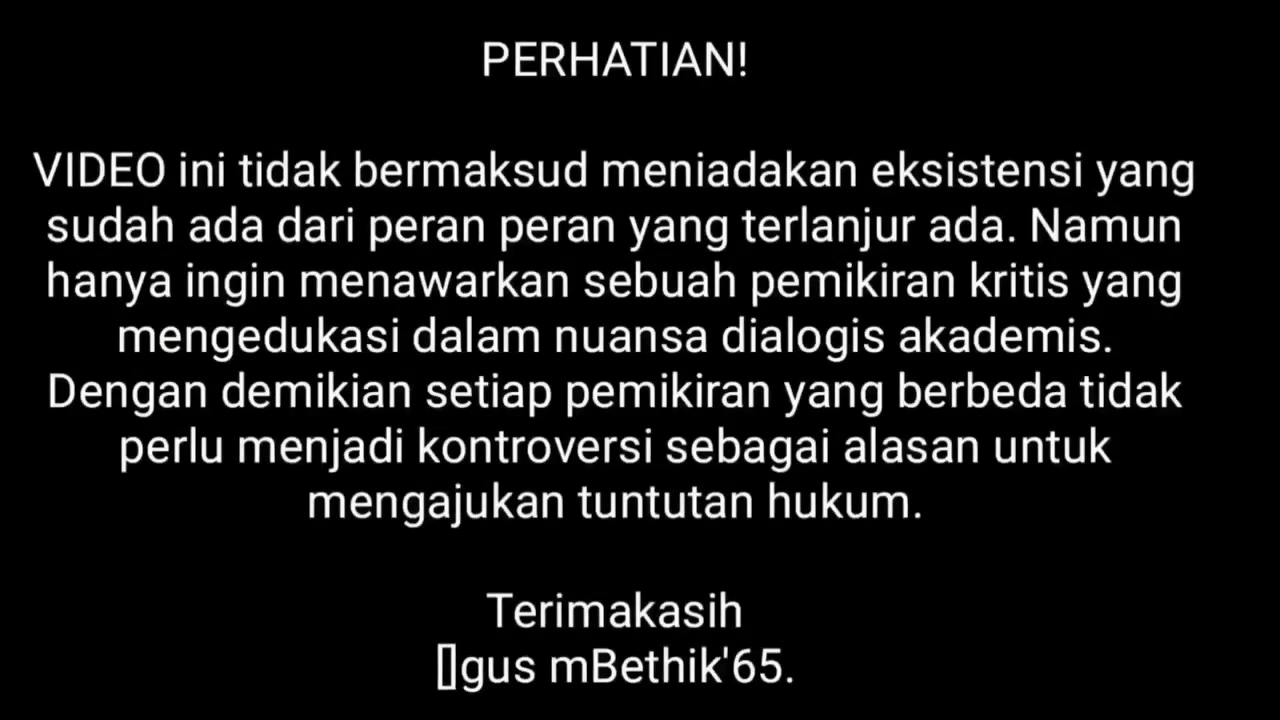 PERHATIAN!
VIDEO ini tidak bermaksud meniadakan eksistensi yang
sudah ada dari peran peran yang terlanjur ada. Namun
hanya ingin menawarkan sebuah pemikiran kritis yang
mengedukasi dalam nuansa dialogis akademis.
Dengan demikian setiap pemikiran yang berbeda tidak
perlu menjadi kontroversi sebagai alasan untuk
mengajukan tuntutan hukum.
Terimakasih
[]gus mBethik'65.